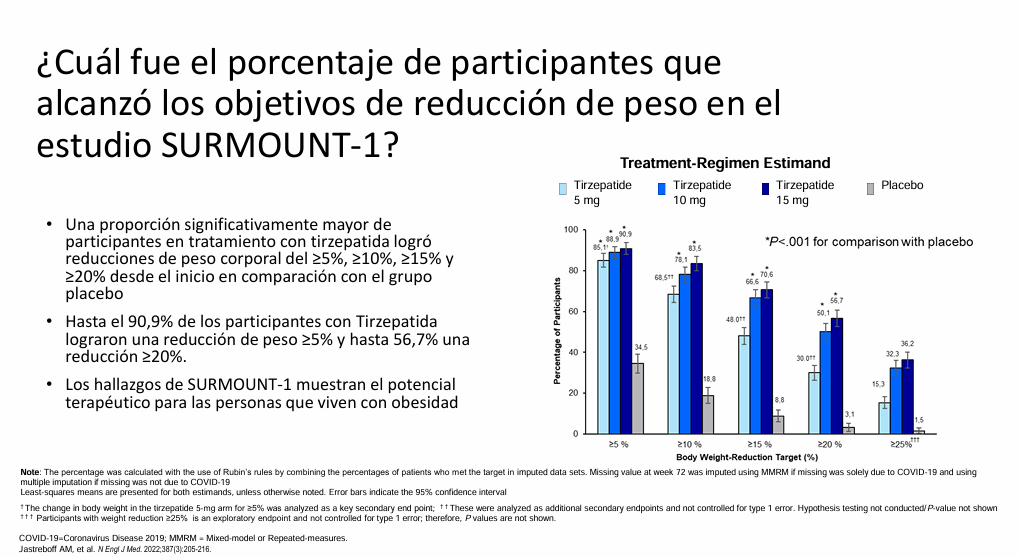 ¿Cuál fue el porcentaje de participantes que
alcanzó los objetivos de reducción de peso en el
estudio SURMOUNT-1?
• Una proporción significativamente mayor de
participantes en tratamiento con tirzepatida logró
reducciones de peso corporal del ≥5%, ≥10%, ≥15% y
≥20% desde el inicio en comparación con el grupo
placebo
• Hasta el 90,9% de los participantes con Tirzepatida
lograron una reducción de peso ≥5% y hasta 56,7% una
reducción ≥20%.
• Los hallazgos de SURMOUNT-1 muestran el potencial
terapéutico para las personas que viven con obesidad
Treatment-Regimen Estimand
Tirzepatide 5 mg
Tirzepatide 10 mg
Tirzepatide 15 mg
Placebo
*P<.001 for comparison with placebo
Percentage of Participants
100
80
60
40
20
0
* 85,1†
* 88,9
* 90,9
34,5
68,5††
* 78,1
* 83,5
18,8
48.0††
* 66,6
* 70,6
8,8
30.0††
* 50,1
* 56,7
3,1
15,3
32,3
36,2
1,5
≥5 %
≥10 %
≥15 %
≥20 %
≥25%†††
Body Weight-Reduction Target (%)
Note: The percentage was calculated with the use of Rubin's rules by combining the percentages of patients who met the target in imputed data sets. Missing value at week 72 was imputed using MMRM if missing was solely due to COVID-19 and using
multiple imputation if missing was not due to COVID-19
Least-squares means are presented for both estimands, unless otherwise noted. Error bars indicate the 95% confidence interval
†The change in body weight in the tirzepatide 5-mg arm for ≥5% was analyzed as a key secondary end point; ††These were analyzed as additional secondary endpoints and not controlled for type 1 error. Hypothesis testing not conducted/P-value not shown
††† Participants with weight reduction ≥25% is an exploratory endpoint and not controlled for type 1 error; therefore, P values are not shown.
COVID-19=Coronavirus Disease 2019; MMRM = Mixed-model or Repeated-measures.
Jastreboff AM, et al. N Engl J Med. 2022;387(3):205-216.